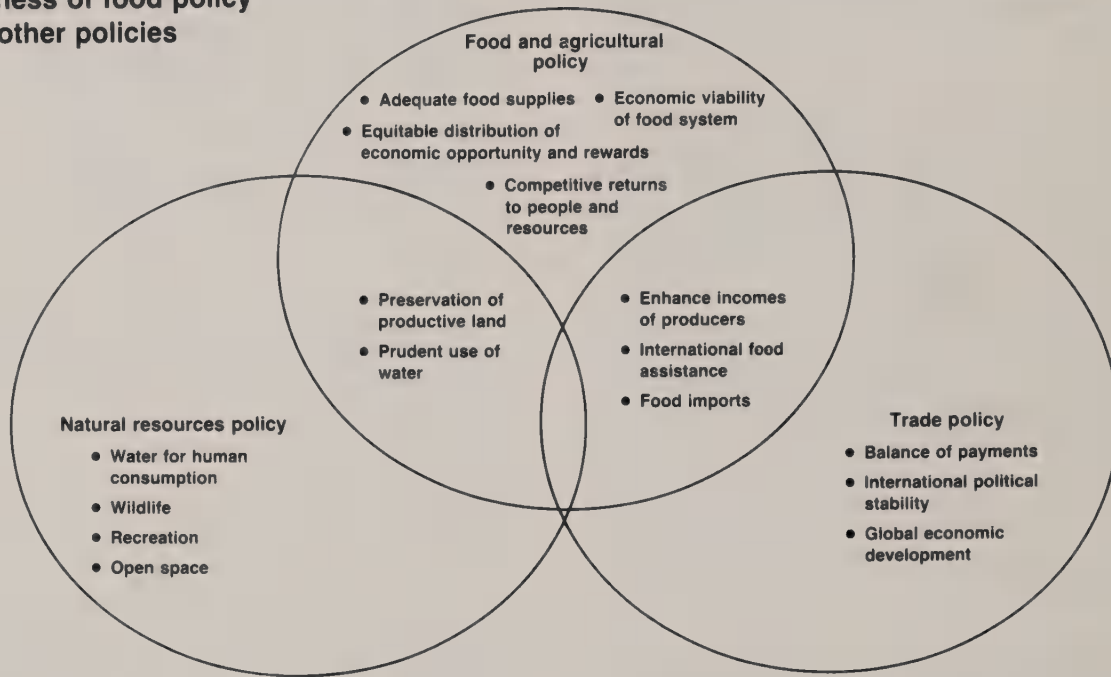 of food policy
other policies
Food and agricultural
policy
• Adequate food supplies
• Economic viability
of food system
• Equitable distribution of
economic opportunity and rewards
• Competitive returns
to people and
resources
• Preservation of
productive land
• Prudent use of
water
• Enhance incomes
of producers
• International food
assistance
• Food imports
Natural resources policy
• Water for human
consumption
• Wildlife
• Recreation
• Open space
Trade policy
• Balance of payments
• International political
stability
• Global economic
development